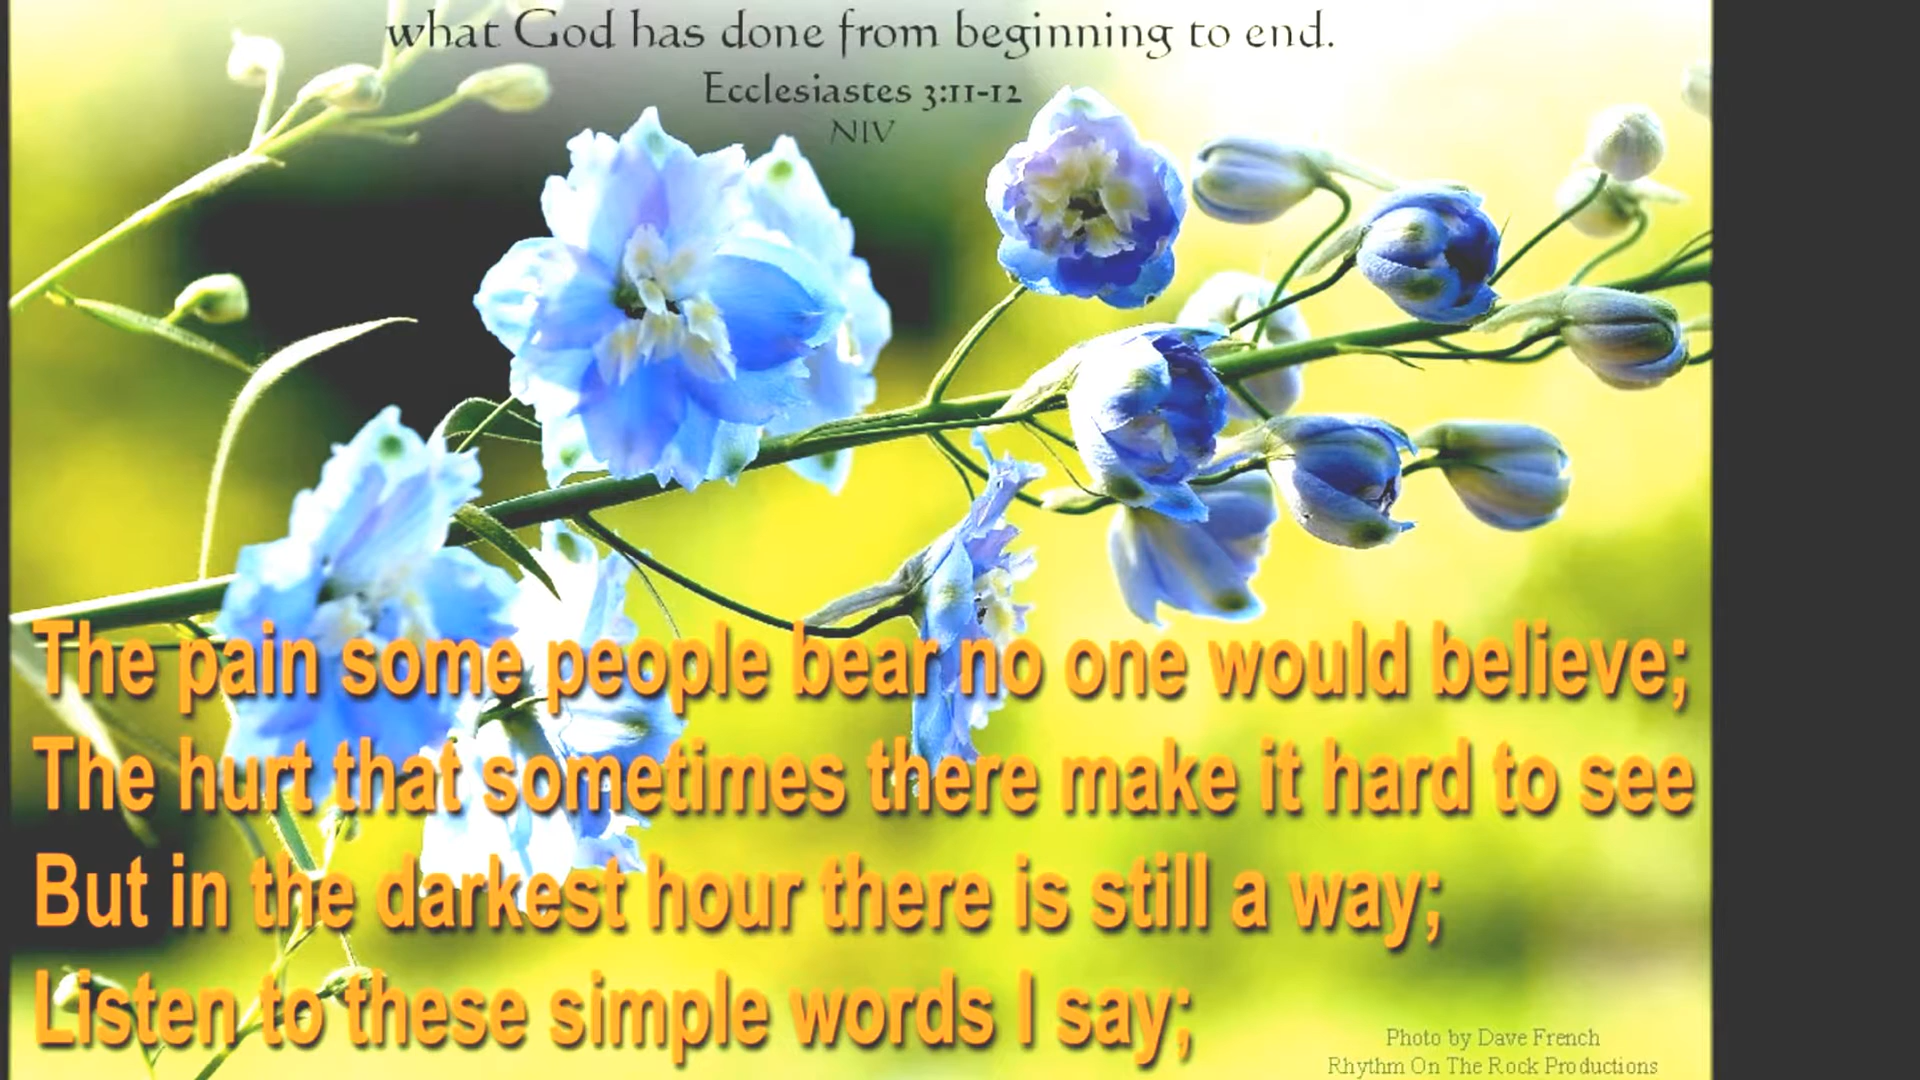 what God has done from beginning to end.
Ecclesiastes 3:11-12
NIV
The pain some people bear no one would believe;
The hurt that sometimes there make it hard to see
But in the darkest hour there is still a way;
Listen to these simple words I say;
Photo by Dave French
Rhythm On The Rock Productions